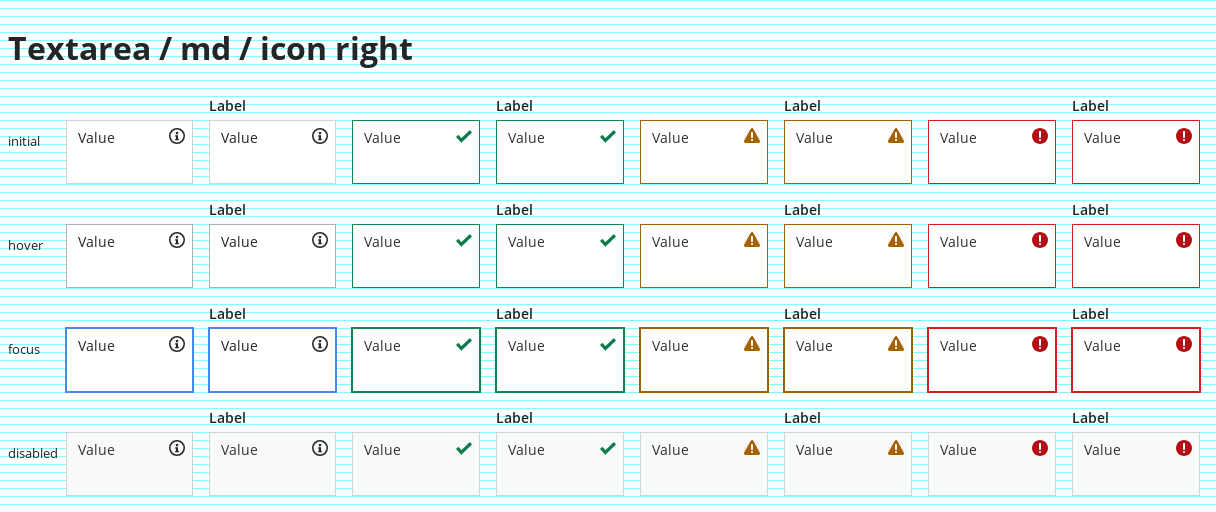 Textarea / md / icon right
Label Label Label Label
initial Value Value Value Value Value Value Value Value
Label Label Label Label
hover Value Value Value Value Value Value Value Value
Label Label Label Label
focus Value Value Value Value Value Value Value Value
Label Label Label Label
disabled Value Value Value Value Value Value Value Value